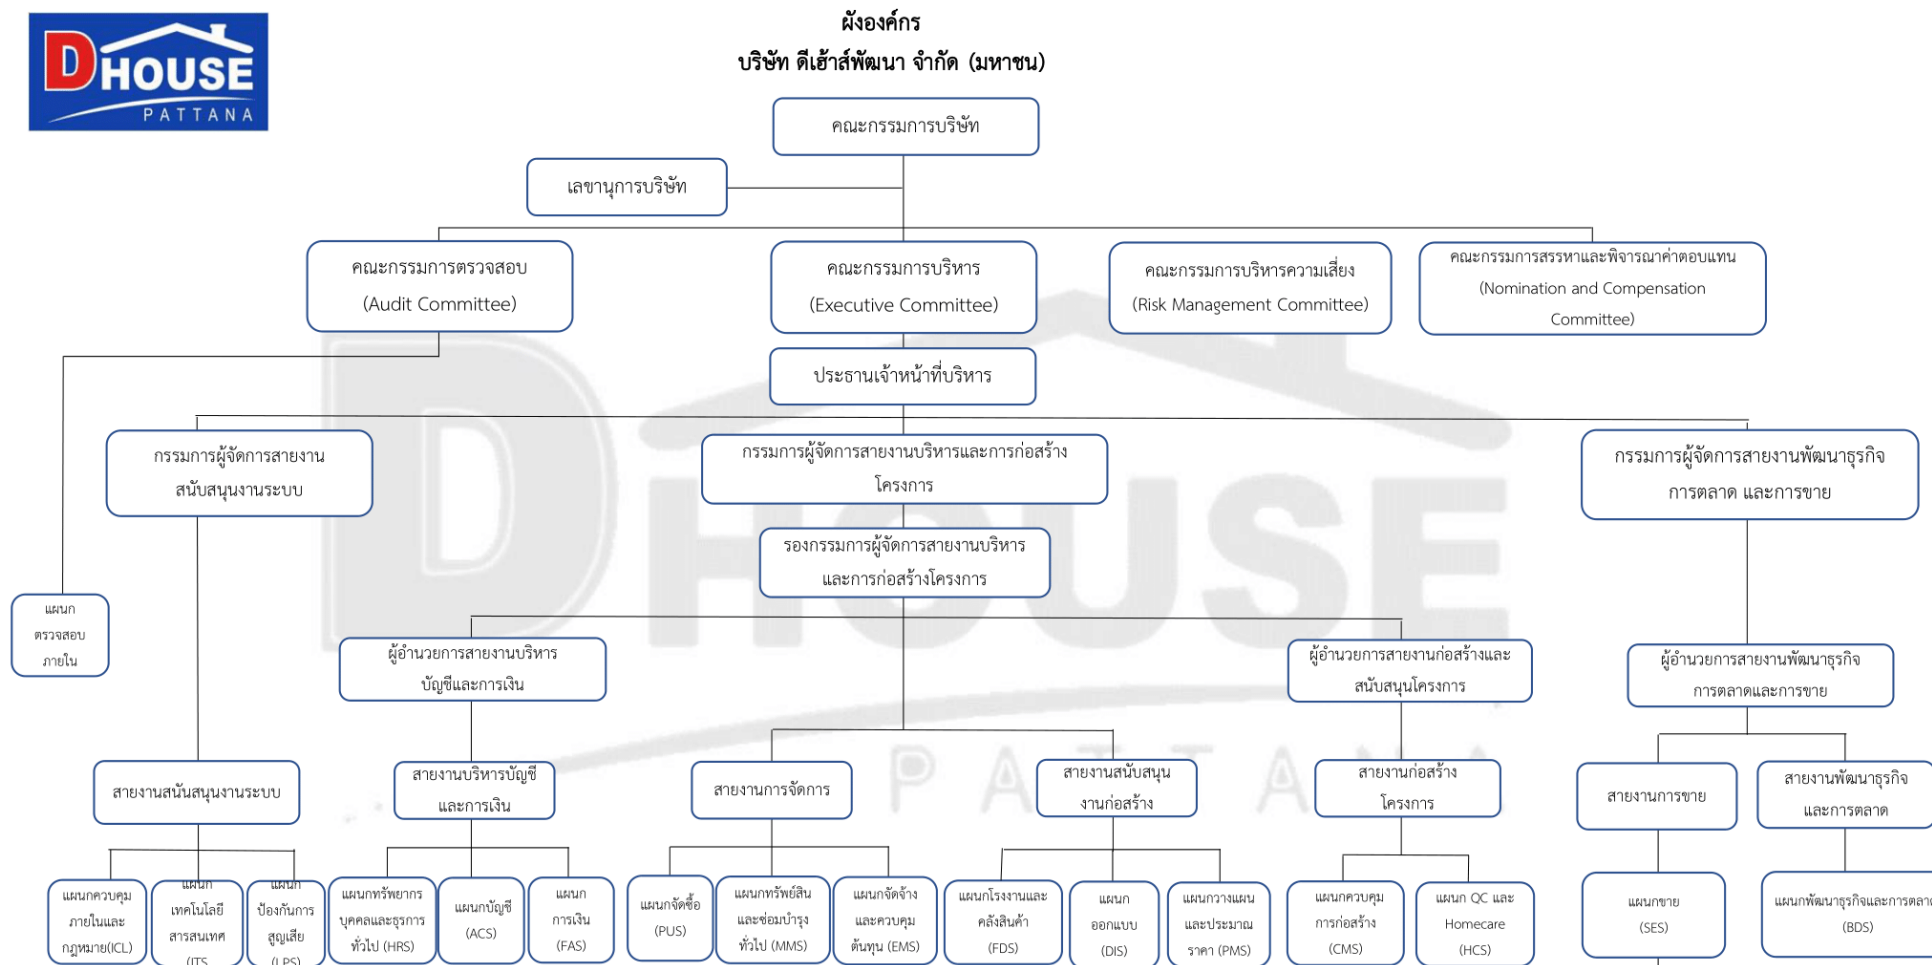 DHOUSE
PATTANA
ผังองค์กร
บริษัท ดีเฮ้าส์พัฒนา จำกัด (มหาชน)
คณะกรรมการบริษัท
เลขานุการบริษัท
คณะกรรมการตรวจสอบ
(Audit Committee)
คณะกรรมการบริหาร
(Executive Committee)
คณะกรรมการบริหารความเสี่ยง
(Risk Management Committee)
คณะกรรมการสรรหาและพิจารณาค่าตอบแทน
(Nomination and Compensation
Committee)
ประธานเจ้าหน้าที่บริหาร
กรรมการผู้จัดการสายงาน
สนับสนุนงานระบบ
กรรมการผู้จัดการสายงานบริหารและการก่อสร้าง
โครงการ
กรรมการผู้จัดการสายงานพัฒนาธุรกิจ
การตลาด และการขาย
รองกรรมการผู้จัดการสายงานบริหาร
และการก่อสร้างโครงการ
แผนก
ตรวจสอบ
ภายใน
ผู้อำนวยการสายงานบริหาร
บัญชีและการเงิน
ผู้อำนวยการสายงานก่อสร้างและ
สนับสนุนโครงการ
ผู้อำนวยการสายงานพัฒนาธุรกิจ
การตลาดและการขาย
สายงานสนันสนุนงานระบบ
สายงานบริหารบัญชี
และการเงิน
สายงานการจัดการ
สายงานสนับสนุน
งานก่อสร้าง
สายงานก่อสร้าง
โครงการ
สายงานการขาย
สายงานพัฒนาธุรกิจ
และการตลาด
แผนกควบคุม
ภายในและ
กฎหมาย(ICL)
แผนก
เทคโนโลยี
สารสนเทศ
(ITS
แผนก
ป้องกันการ
สูญเสีย
(LPS)
แผนกทรัพยากร
บุคคลและธุรการ
ทั่วไป (HRS)
แผนกบัญชี
(ACS)
แผนก
การเงิน
(FAS)
แผนกจัดซื้อ
(PUS)
แผนกทรัพย์สิน
และซ่อมบำรุง
ทั่วไป (MMS)
แผนกจัดจ้าง
และควบคุม
ต้นทุน (EMS)
แผนกโรงงานและ
คลังสินค้า
(FDS)
แผนก
ออกแบบ
(DIS)
แผนกวางแผน
และประมาณ
ราคา (PMS)
แผนกควบคุม
การก่อสร้าง
(CMS)
แผนก QC และ
Homecare
(HCS)
แผนกขาย
(SES)
แผนกพัฒนาธุรกิจและการตลาด
(BDS)
DHOUSE
PATTANA